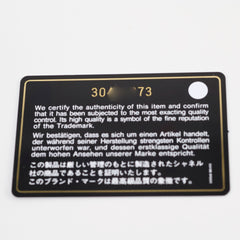 304 73
We certify the authenticity of this item and confirm
that it has been subjected to the most exacting quality
control. Its high quality is a symbol of the fine reputation
of the Trademark.
Wir bestätigen, dass es sich um einen Artikel handelt,
der während seiner Herstellung strengsten Kontrollen
unterworfen war, und dessen erstklassige Qualität
dem hohen Ansehen unserer Marke entspricht.
この製品は厳しい管理のもとに製造されたシャネル
社の商品であることを証明致します。
このブランド・マークは最高級品質の象徴です。